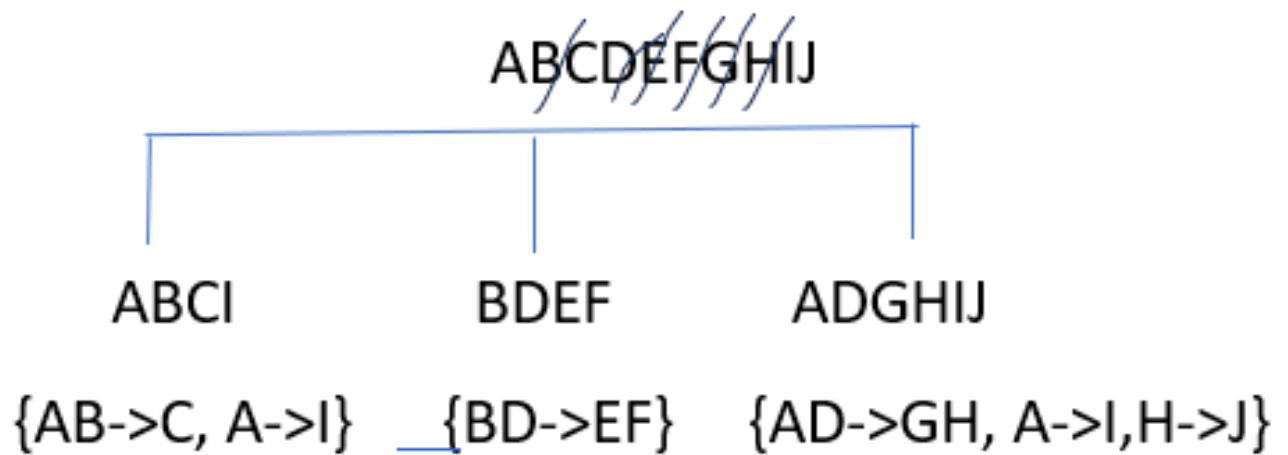 ABCDEFGHIJ
ABCI BDEF ADGHIJ
{AB->C, A->I} {BD->EF} {AD->GH, A->I,H->J}